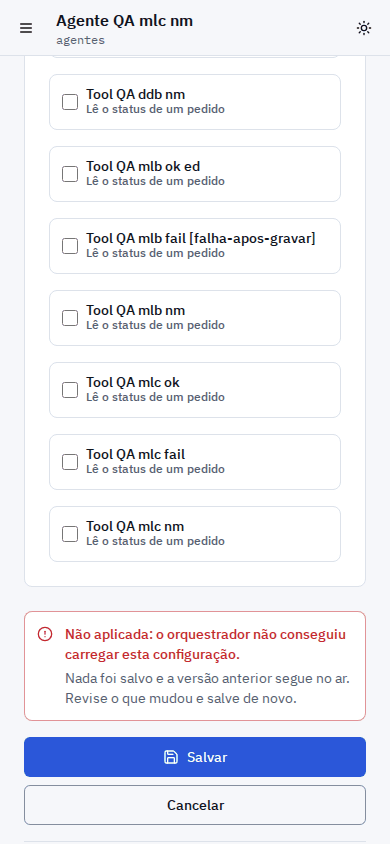 Agente QA mlc nm
agentes
Tool QA ddb nm
Lê o status de um pedido
Tool QA mlb ok ed
Lê o status de um pedido
Tool QA mlb fail [falha-apos-gravar]
Lê o status de um pedido
Tool QA mlb nm
Lê o status de um pedido
Tool QA mlc ok
Lê o status de um pedido
Tool QA mlc fail
Lê o status de um pedido
Tool QA mlc nm
Lê o status de um pedido
Não aplicada: o orquestrador não conseguiu
carregar esta configuração.
Nada foi salvo e a versão anterior segue no ar.
Revise o que mudou e salve de novo.
Salvar
Cancelar